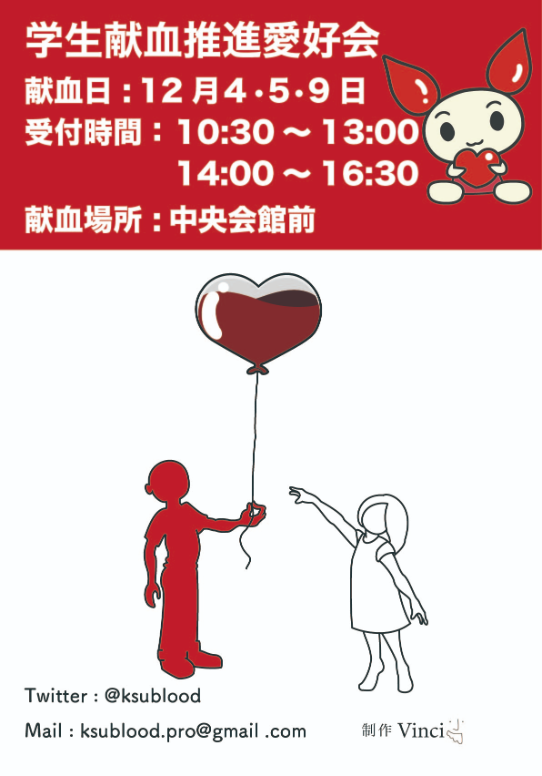 学生献血推進愛好会
献血日:12月4・5・9日
受付時間:10:30～13:00
14:00～16:30
献血場所:中央会館前
Twitter : @ksublood
Mail : ksublood.pro@gmail .com
制作 Vinci